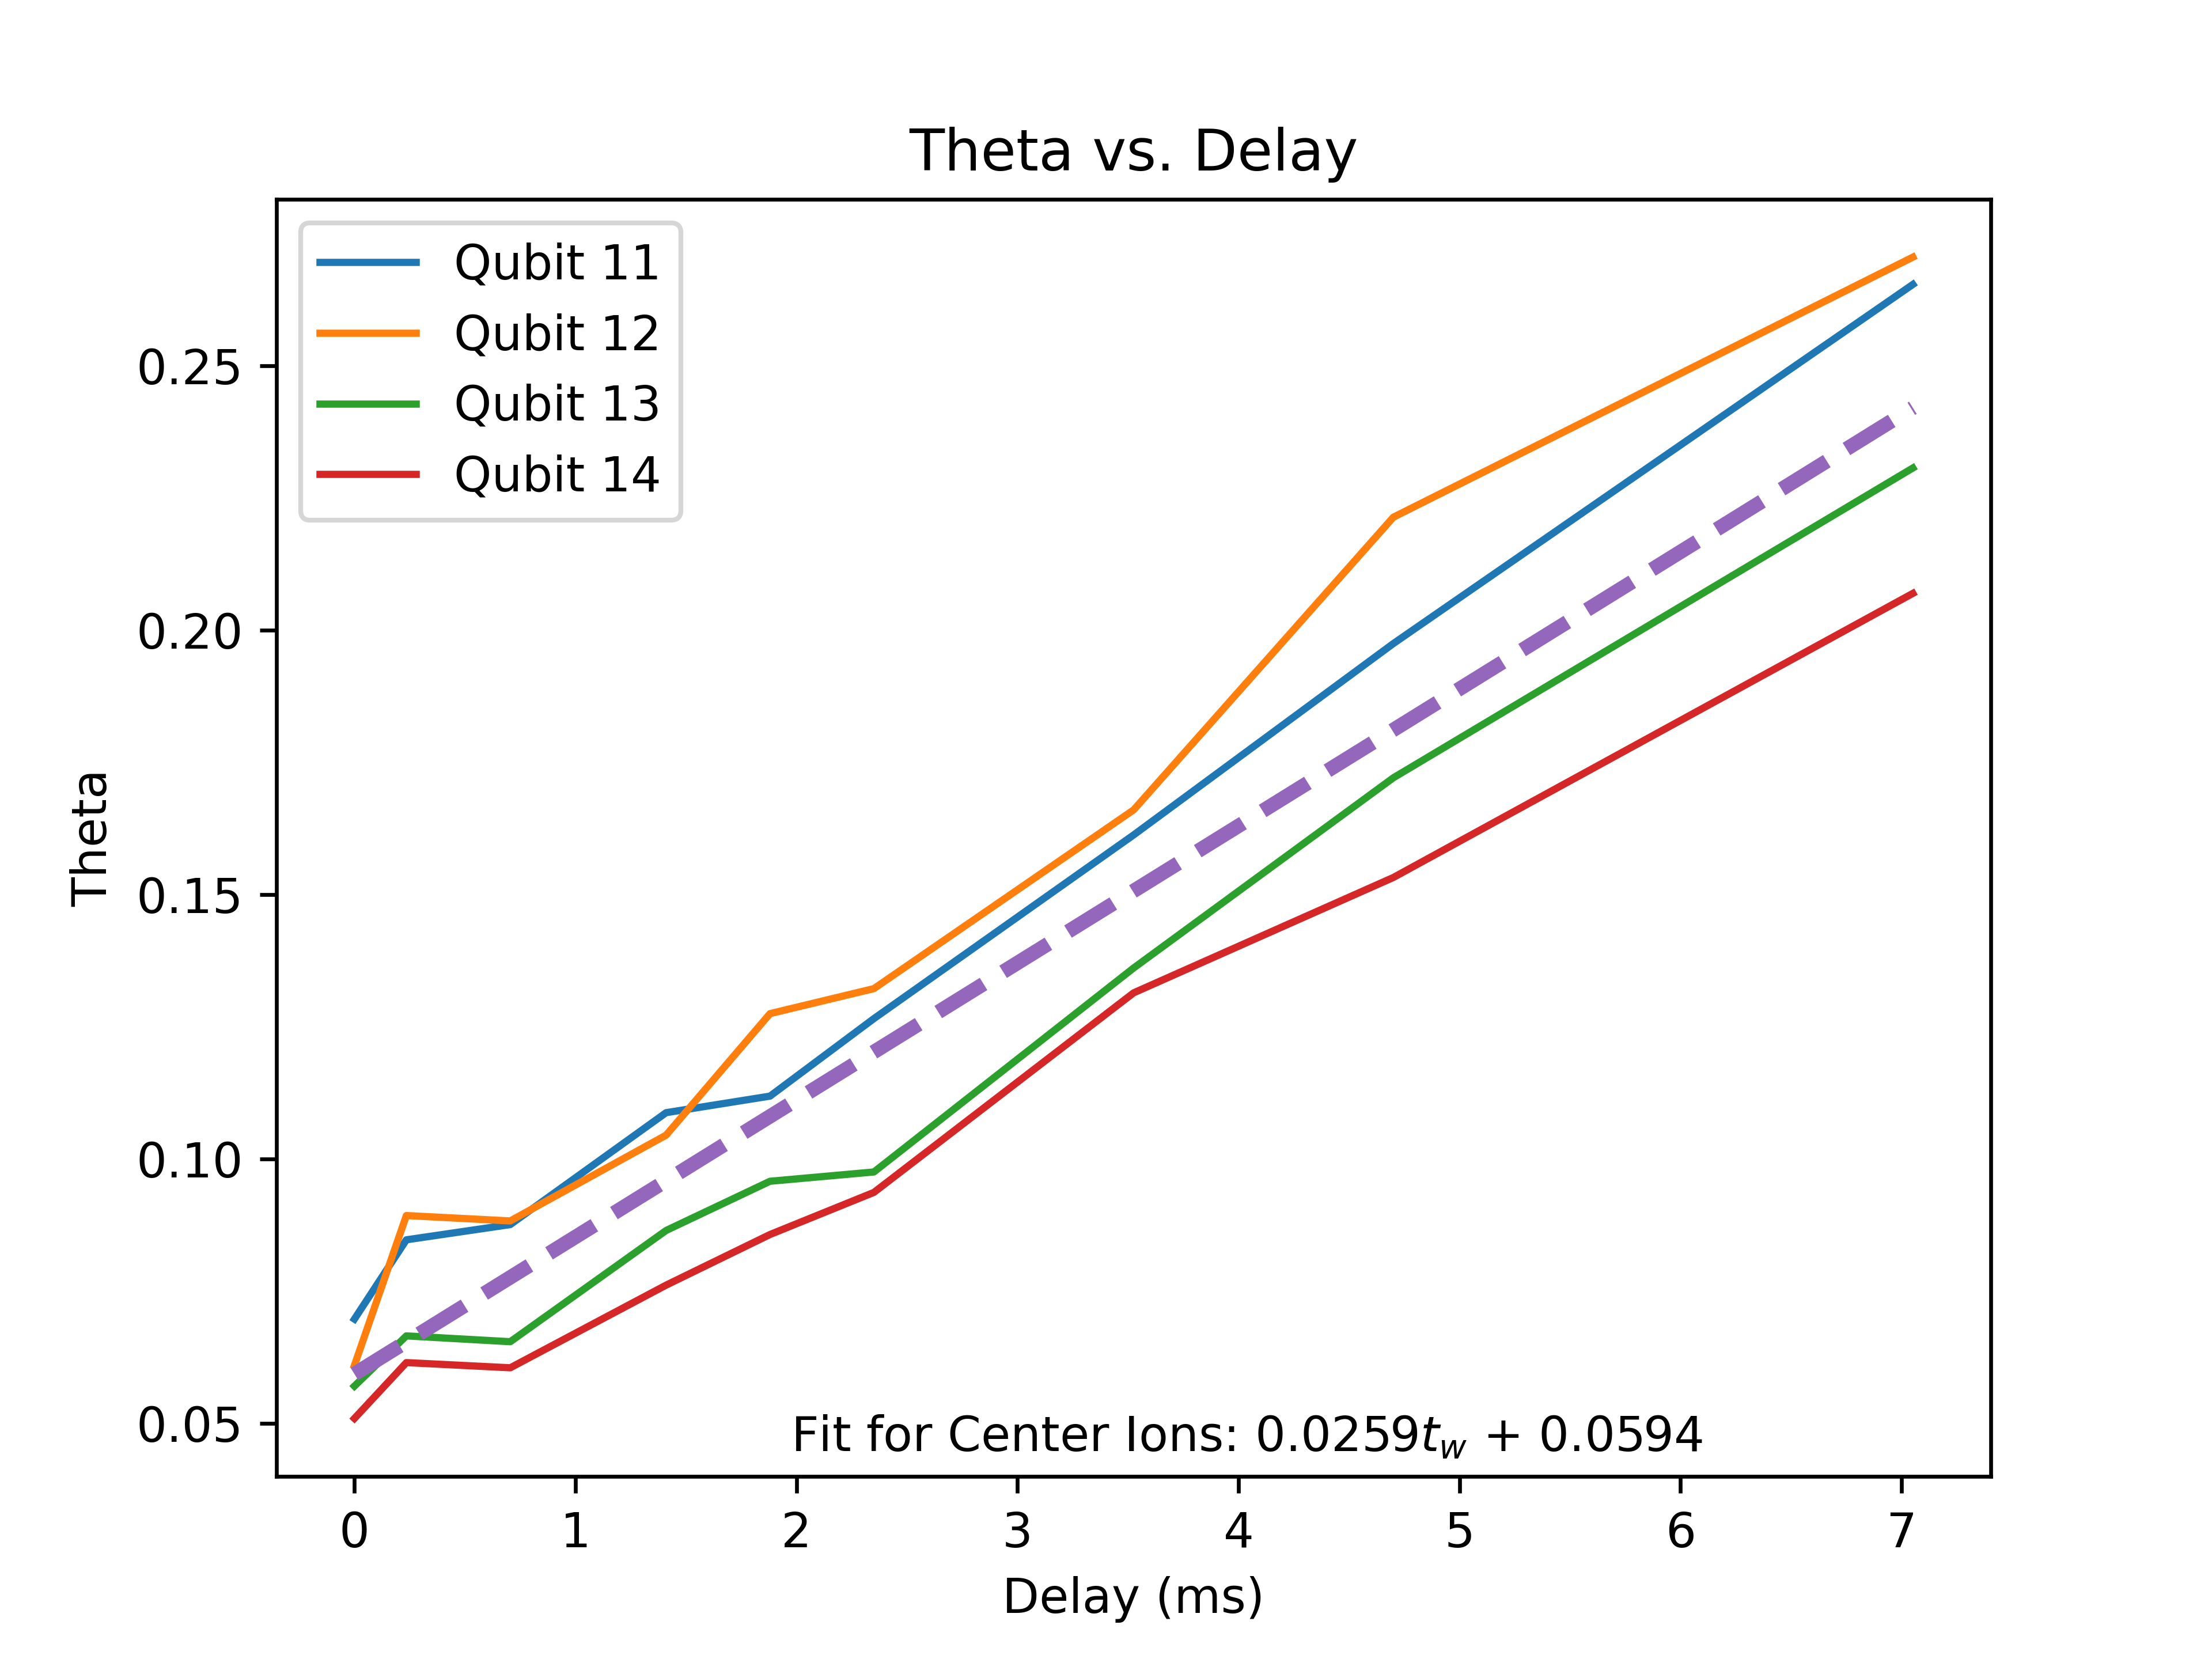 Theta vs. Delay
Qubit 11
Qubit 12
Qubit 13
Qubit 14
0.25
0.20
0.15
0.10
0.05
Theta
Fit for Center Ions: 0.0259t_w + 0.0594
0 1 2 3 4 5 6 7
Delay (ms)